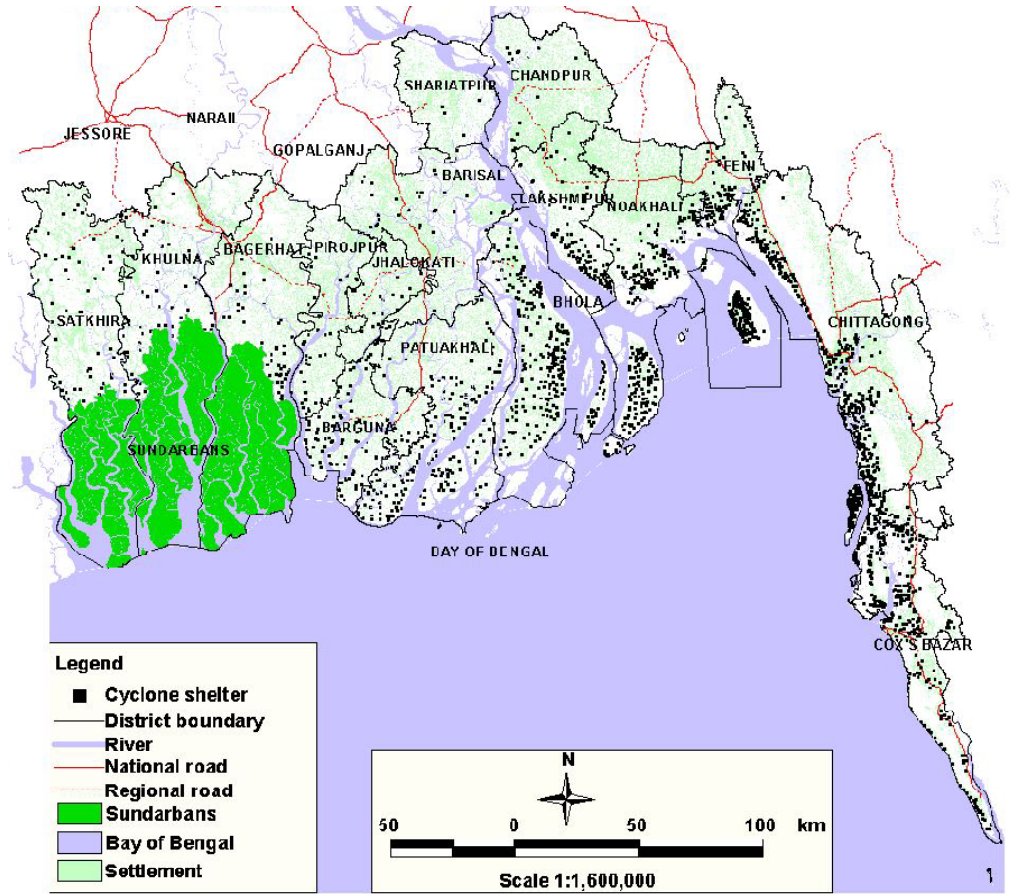 CHANDPUR
SHARIATPUR
NARAIL
JESSORE
GOPALGANJ
FENI
BARISAL
LAKSHMIPUR
NOAKHALI
PIROJPUR
BAGERHAT
KHULNA
JHALOKATI
BHOLA
SATKHIRA
CHITTAGONG
PATUAKHALI
BARGUNA
SUNDARBANS
BAY OF BENGAL
COX'S BAZAR
Legend
Cyclone shelter
District boundary
River
National road
Regional road
Sundarbans
Bay of Bengal
Settlement
N
50 0 50 100 km
Scale 1:1,600,000